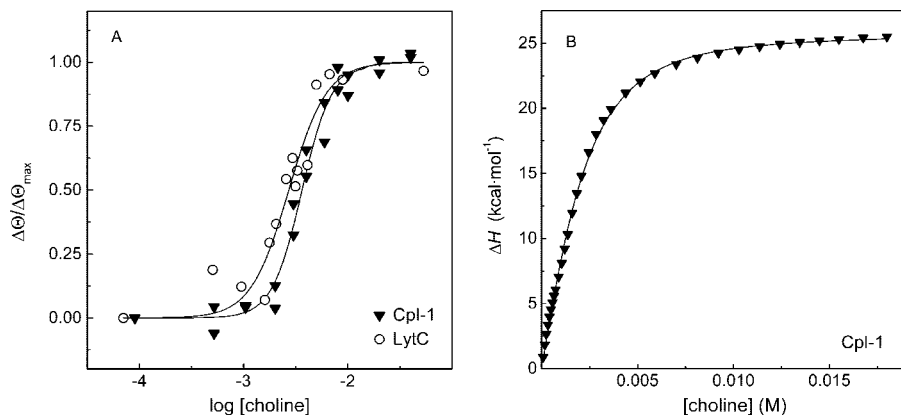 A
1.00
0.75
0.50
0.25
0.00
ΔΘ/ΔΘmax
-4
-3
-2
-1
log [choline]
Cpl-1
LytC
B
25
20
15
10
5
0
ΔH (kcal·mol⁻¹)
0.005
0.010
0.015
[choline] (M)
Cpl-1